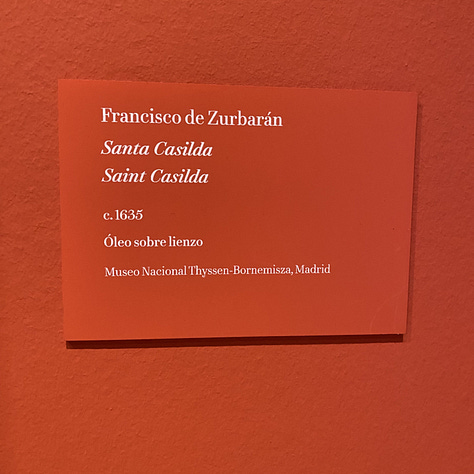 Francisco de Zurbarán
Santa Casilda
Saint Casilda
c. 1635
Óleo sobre lienzo
Museo Nacional Thyssen-Bornemisza, Madrid